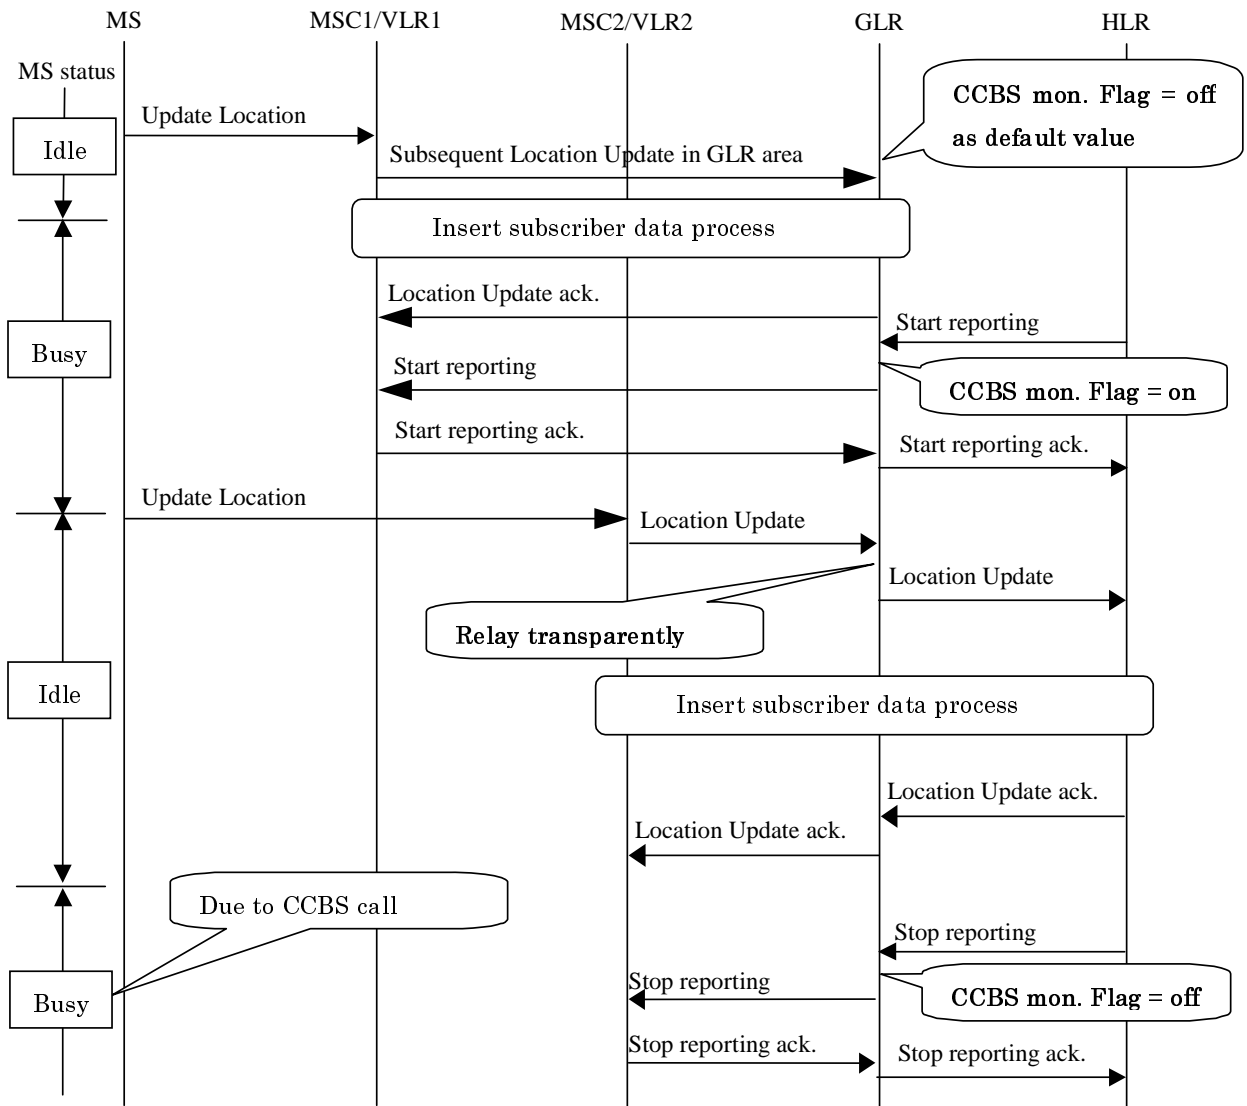 MS
MSC1/VLR1
MSC2/VLR2
GLR
HLR
MS status
CCBS mon. Flag = off
as default value
Update Location
Idle
Subsequent Location Update in GLR area
Insert subscriber data process
Location Update ack.
Start reporting
Busy
Start reporting
CCBS mon. Flag = on
Start reporting ack.
Start reporting ack.
Update Location
Location Update
Location Update
Relay transparently
Idle
Insert subscriber data process
Location Update ack.
Location Update ack.
Due to CCBS call
Stop reporting
Stop reporting
CCBS mon. Flag = off
Busy
Stop reporting ack.
Stop reporting ack.